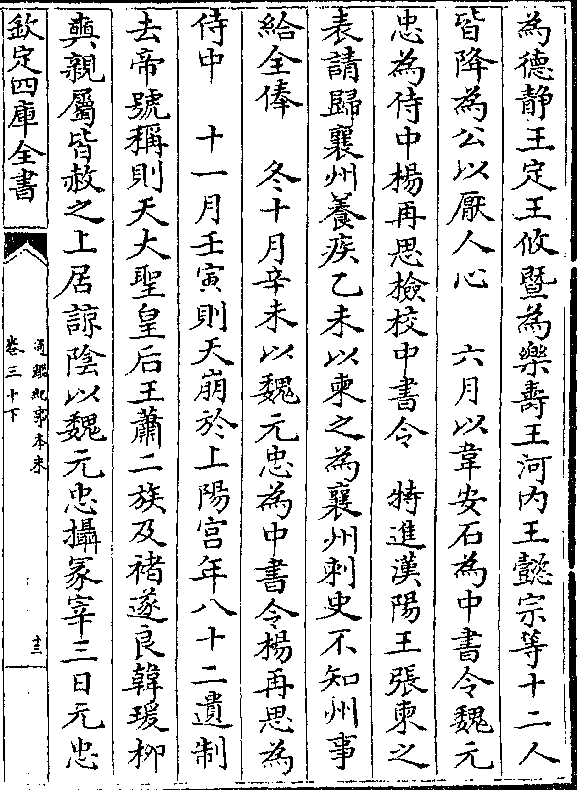 為德静王定王攸暨為樂壽王河内王懿宗等十二人
皆降為公以厭人心　六月以韋安石為中書令魏元
忠為侍中楊再思檢校中書令　特進漢陽王張柬之
表請歸襄州養疾乙未以柬之為襄州刺史不知州事
給全俸　冬十月辛未以魏元忠為中書令楊再思為
侍中　十一月壬寅則天崩於上陽宫年八十二遺制
去帝號稱則天大聖皇后王蕭二族及褚遂良韓瑗柳
奭親屬皆赦之上居諒陰以魏元忠攝冢宰三日元忠
欽定四庫全書
通鑑紀事本末
卷三十下
十三